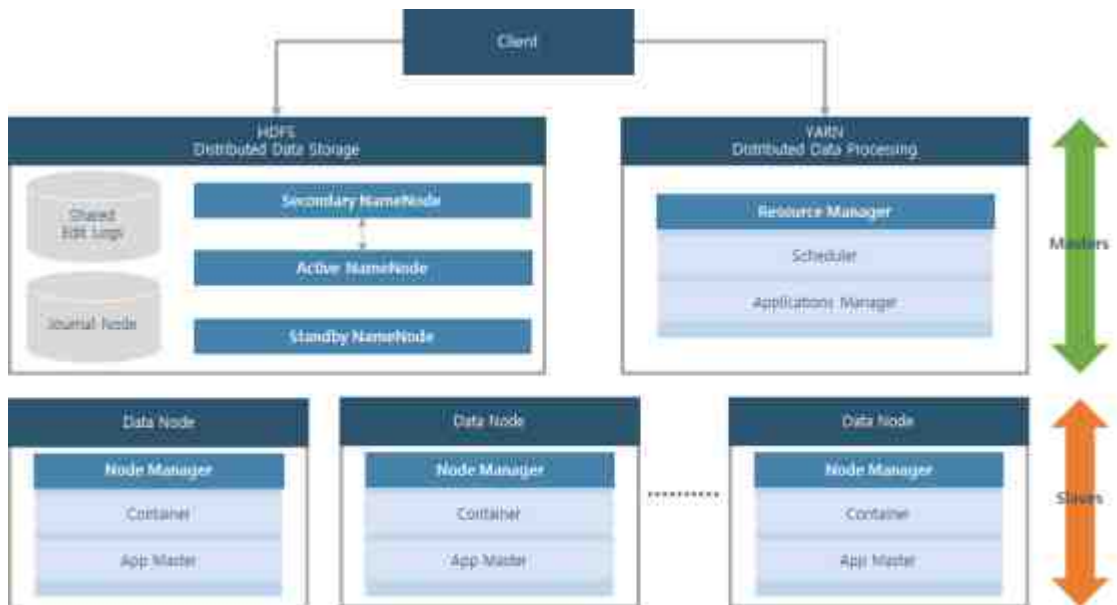 Client
HDFS
Distributed Data Storage
YARN
Distributed Data Processing
Shared
Edit Logs
Secondary NameNode
Active NameNode
Journal Node
Standby NameNode
Resource Manager
Scheduler
Applications Manager
Masters
Data Node
Node Manager
Container
App Master
Data Node
Node Manager
Container
App Master
Data Node
Node Manager
Container
App Master
Slaves